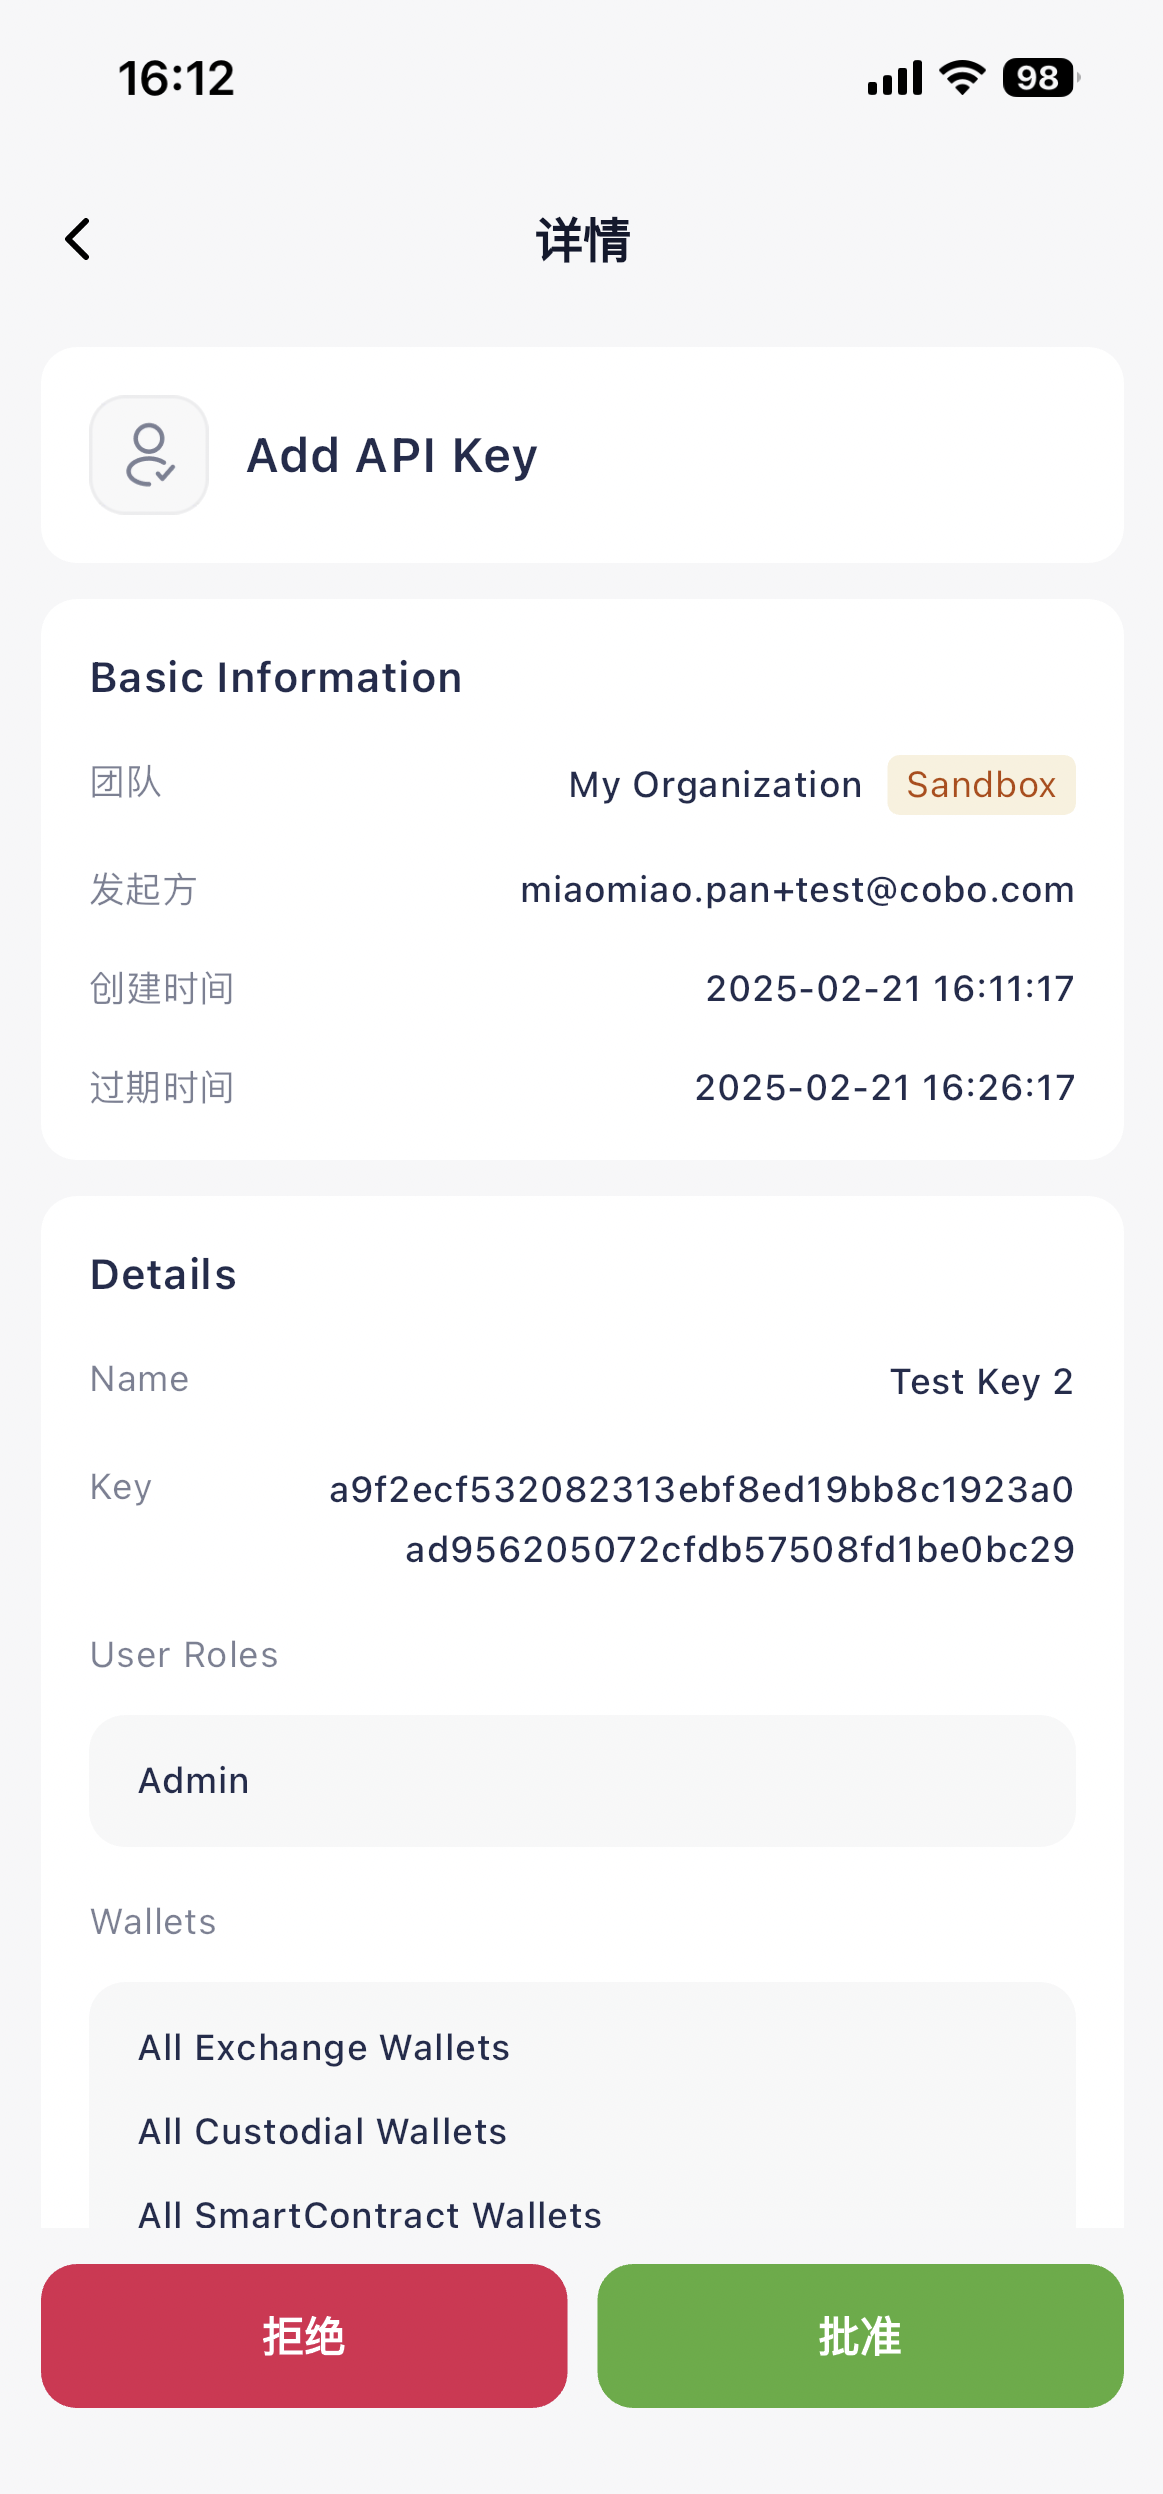 16:12
98
详情
Add API Key
Basic Information
团队 My Organization Sandbox
发起方 miaomiao.pan+test@cobo.com
创建时间 2025-02-21 16:11:17
过期时间 2025-02-21 16:26:17
Details
Name Test Key 2
Key a9f2ecf532082313ebf8ed19bb8c1923a0
ad956205072cfdb57508fd1be0bc29
User Roles
Admin
Wallets
All Exchange Wallets
All Custodial Wallets
All SmartContract Wallets
拒绝 批准